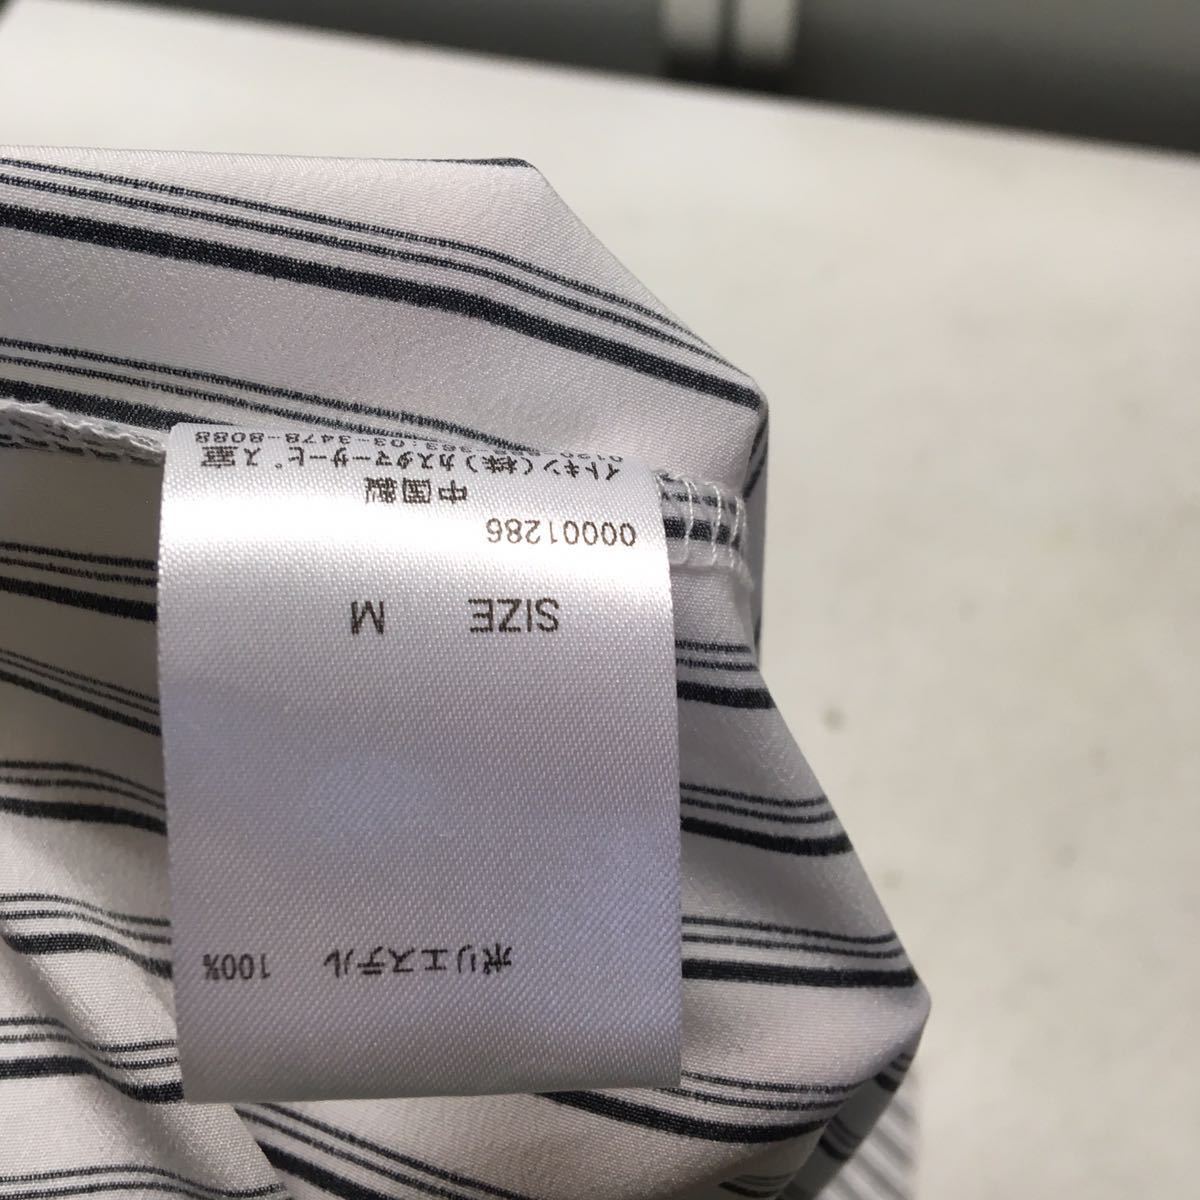 ポリエステル 100%
SIZE M
00001286
中国製
イトキン(株)カスタマーサービス室
03-3478-8088